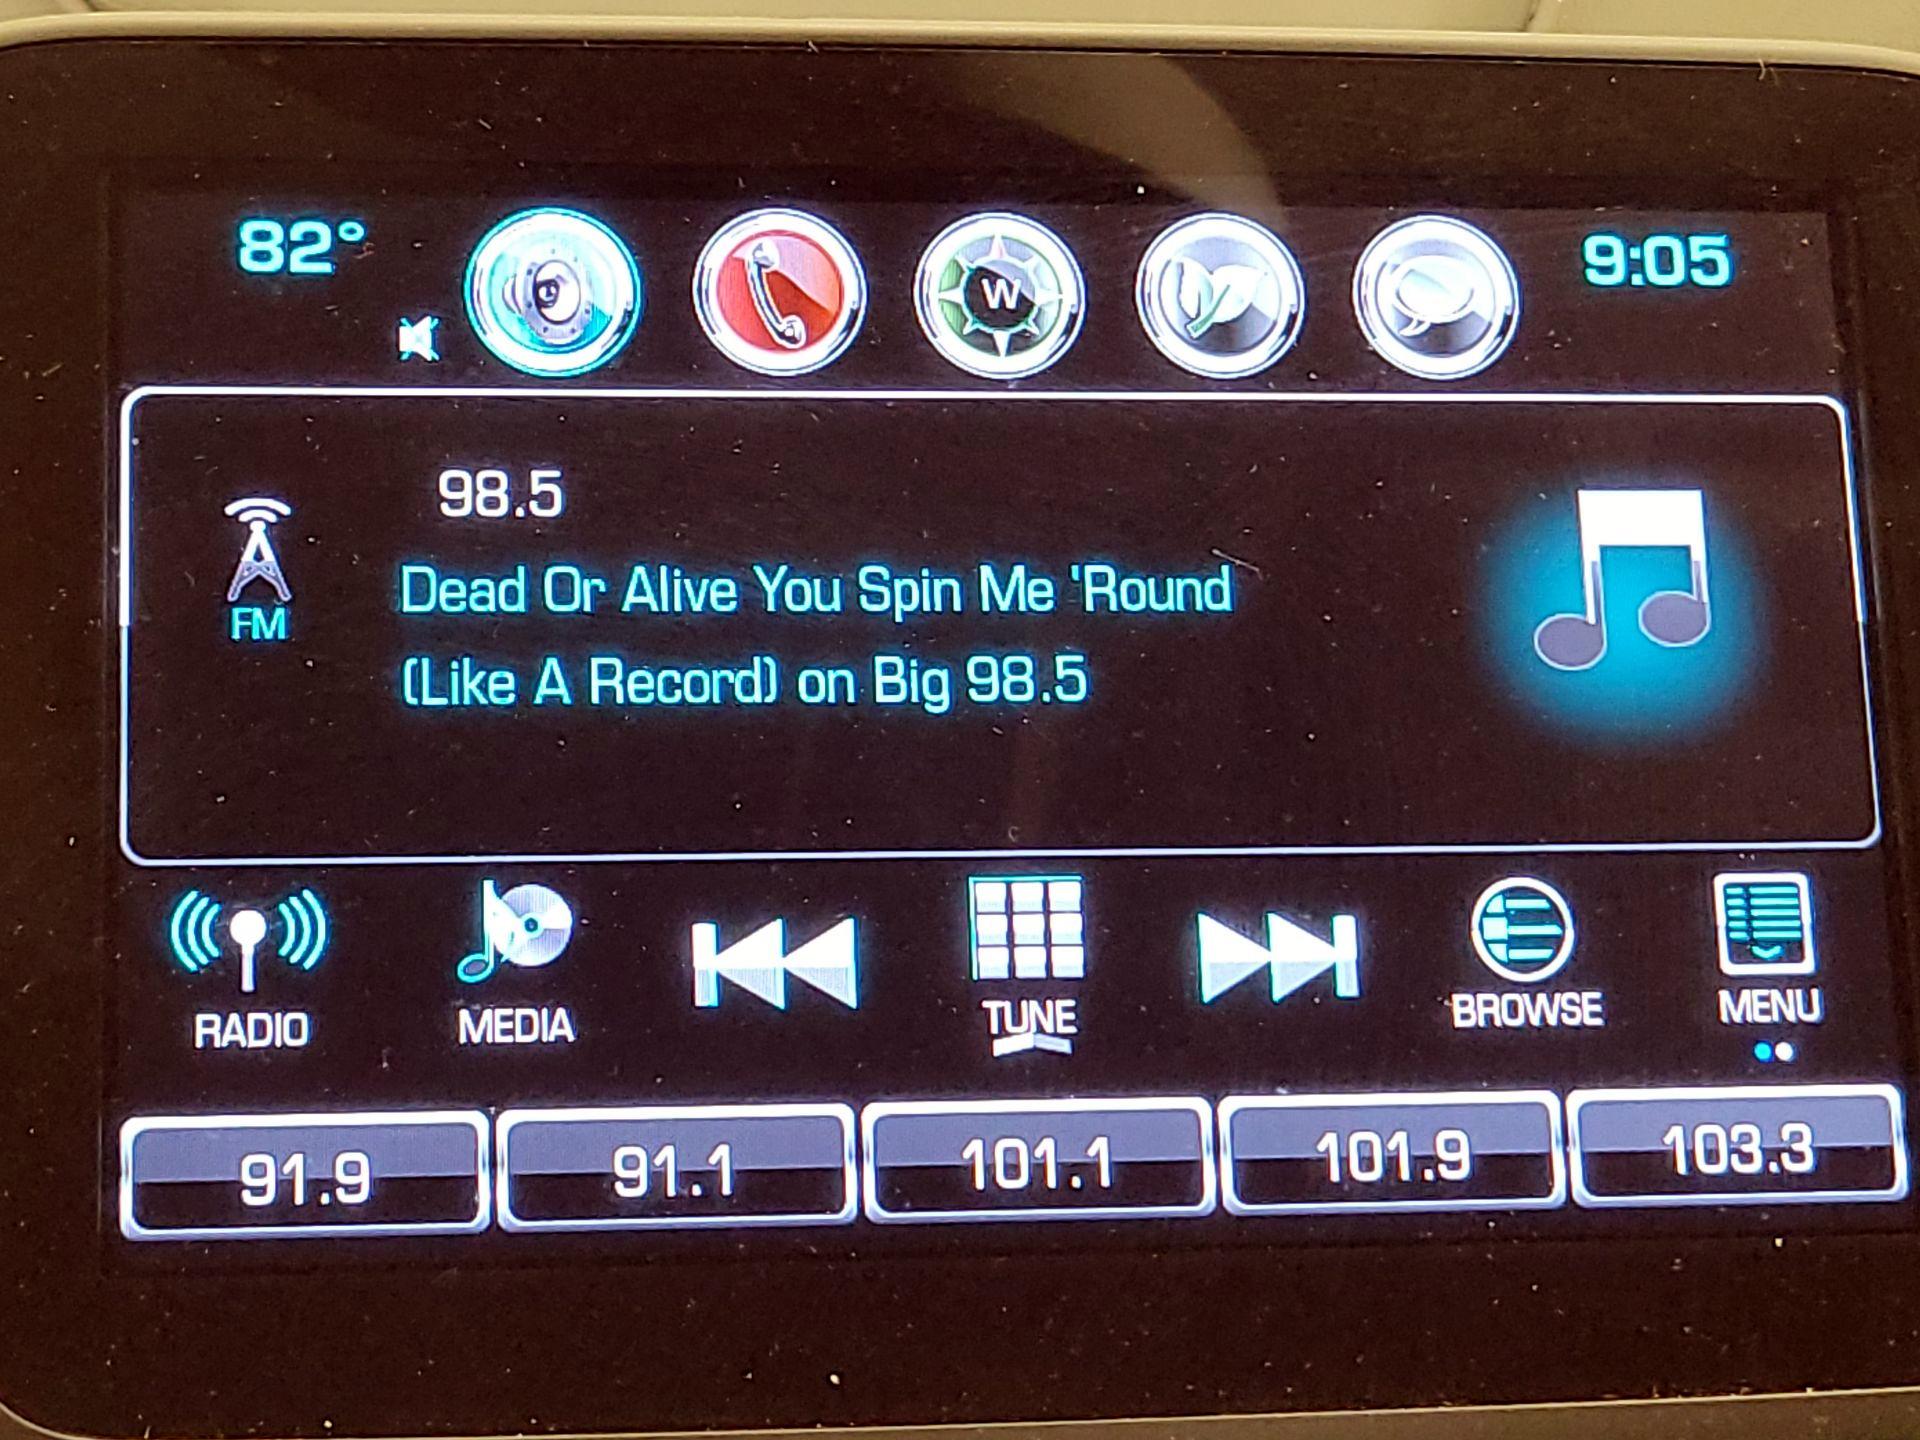 82° W 9:05
98.5
FM
Dead Or Alive You Spin Me 'Round
(Like A Record) on Big 98.5
RADIO MEDIA TUNE BROWSE MENU
91.9 91.1 101.1 101.9 103.3